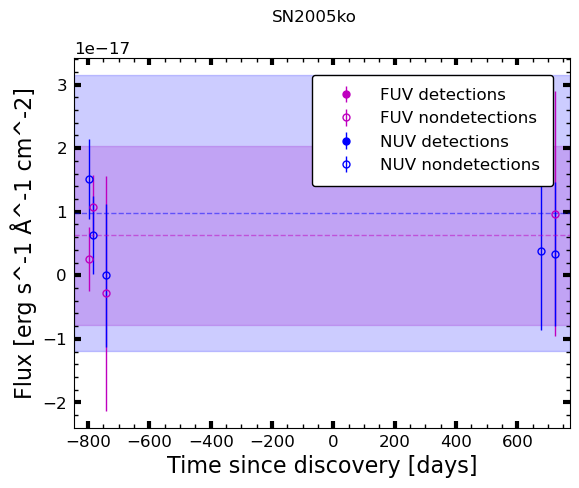 SN2005ko
1e−17
FUV detections
FUV nondetections
NUV detections
NUV nondetections
3
2
1
0
−1
−2
Flux [erg s^-1 Å^-1 cm^-2]
−800 −600 −400 −200 0 200 400 600
Time since discovery [days]